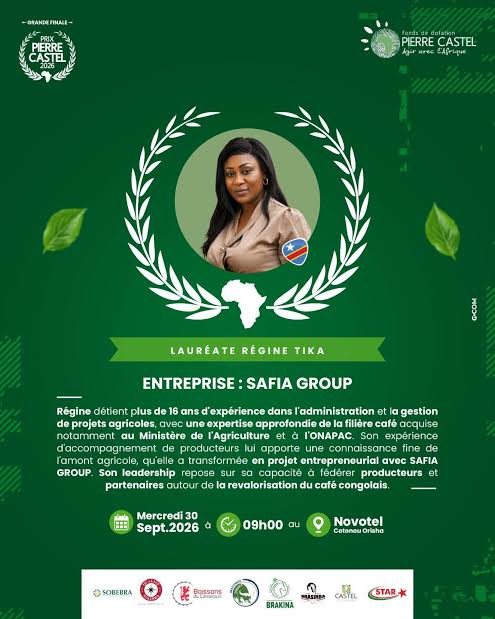 GRANDE FINALE
PRIX
PIERRE
CASTEL
2026
fonds de dotation
PIERRE CASTEL
Agir avec l'Afrique
G-COM
LAURÉATE RÉGINE TIKA
ENTREPRISE : SAFIA GROUP
Régine détient plus de 16 ans d'expérience dans l'administration et la gestion
de projets agricoles, avec une expertise approfondie de la filière café acquise
notamment au Ministère de l'Agriculture et à l'ONAPAC. Son expérience
d'accompagnement de producteurs lui apporte une connaissance fine de
l'amont agricole, qu'elle a transformée en projet entrepreneurial avec SAFIA
GROUP. Son leadership repose sur sa capacité à fédérer producteurs et
partenaires autour de la revalorisation du café congolais.
Mercredi 30
Sept.2026 à 09h00 au Novotel
Cotonou Orisha
SOBEBRA
Boissons
du Cameroun
BRAKINA
BRASIMBA
CASTEL
STAR